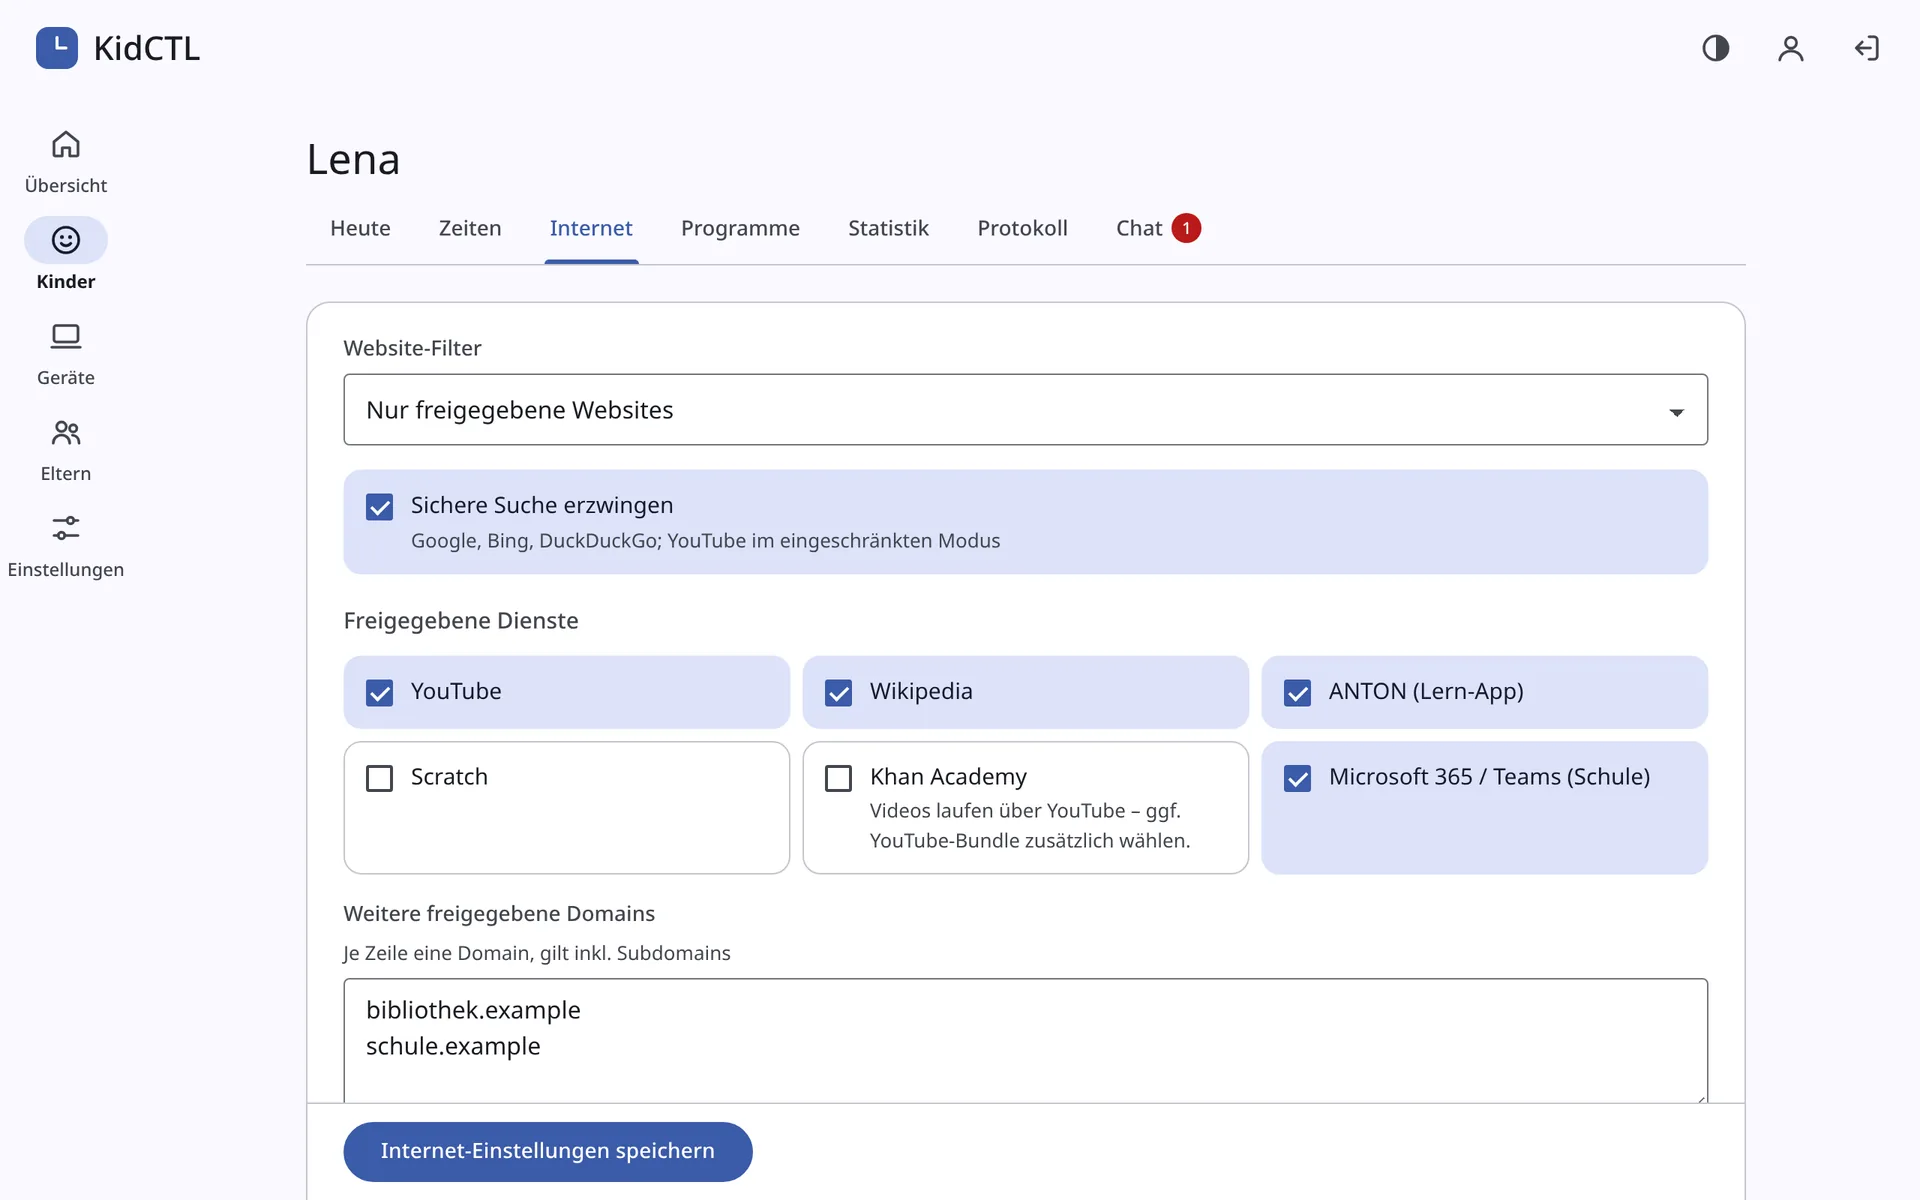 KidCTL
Übersicht
Kinder
Geräte
Eltern
Einstellungen
Lena
Heute Zeiten Internet Programme Statistik Protokoll Chat 1
Website-Filter
Nur freigegebene Websites
Sichere Suche erzwingen
Google, Bing, DuckDuckGo; YouTube im eingeschränkten Modus
Freigegebene Dienste
YouTube
Wikipedia
ANTON (Lern-App)
Scratch
Khan Academy
Videos laufen über YouTube – ggf.
YouTube-Bundle zusätzlich wählen.
Microsoft 365 / Teams (Schule)
Weitere freigegebene Domains
Je Zeile eine Domain, gilt inkl. Subdomains
bibliothek.example
schule.example
Internet-Einstellungen speichern